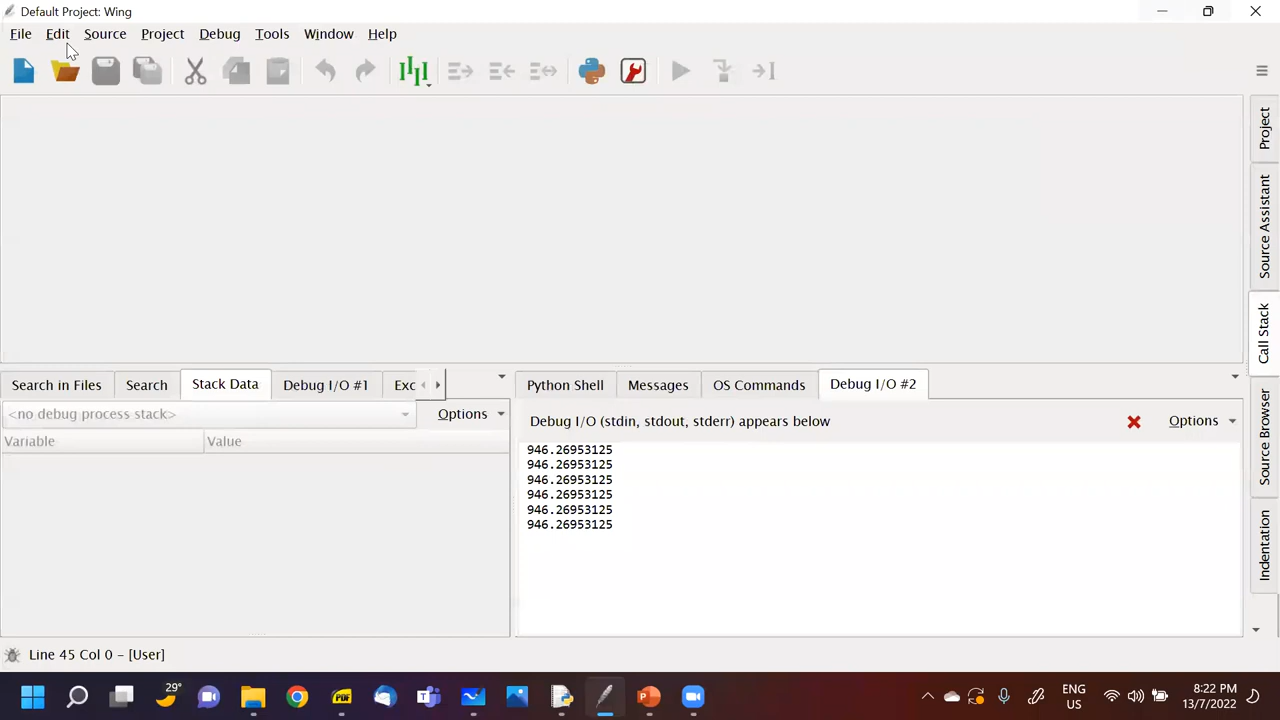 Default Project: Wing
File Edit Source Project Debug Tools Window Help
Project
Source Assistant
Call Stack
Source Browser
Indentation
Search in Files Search Stack Data Debug I/O #1 Exc
<no debug process stack> Options
Variable Value
Python Shell Messages OS Commands Debug I/O #2
Debug I/O (stdin, stdout, stderr) appears below Options
946.26953125
946.26953125
946.26953125
946.26953125
946.26953125
946.26953125
Line 45 Col 0 – [User]
29°
PDF
ENG
US
8:22 PM
13/7/2022